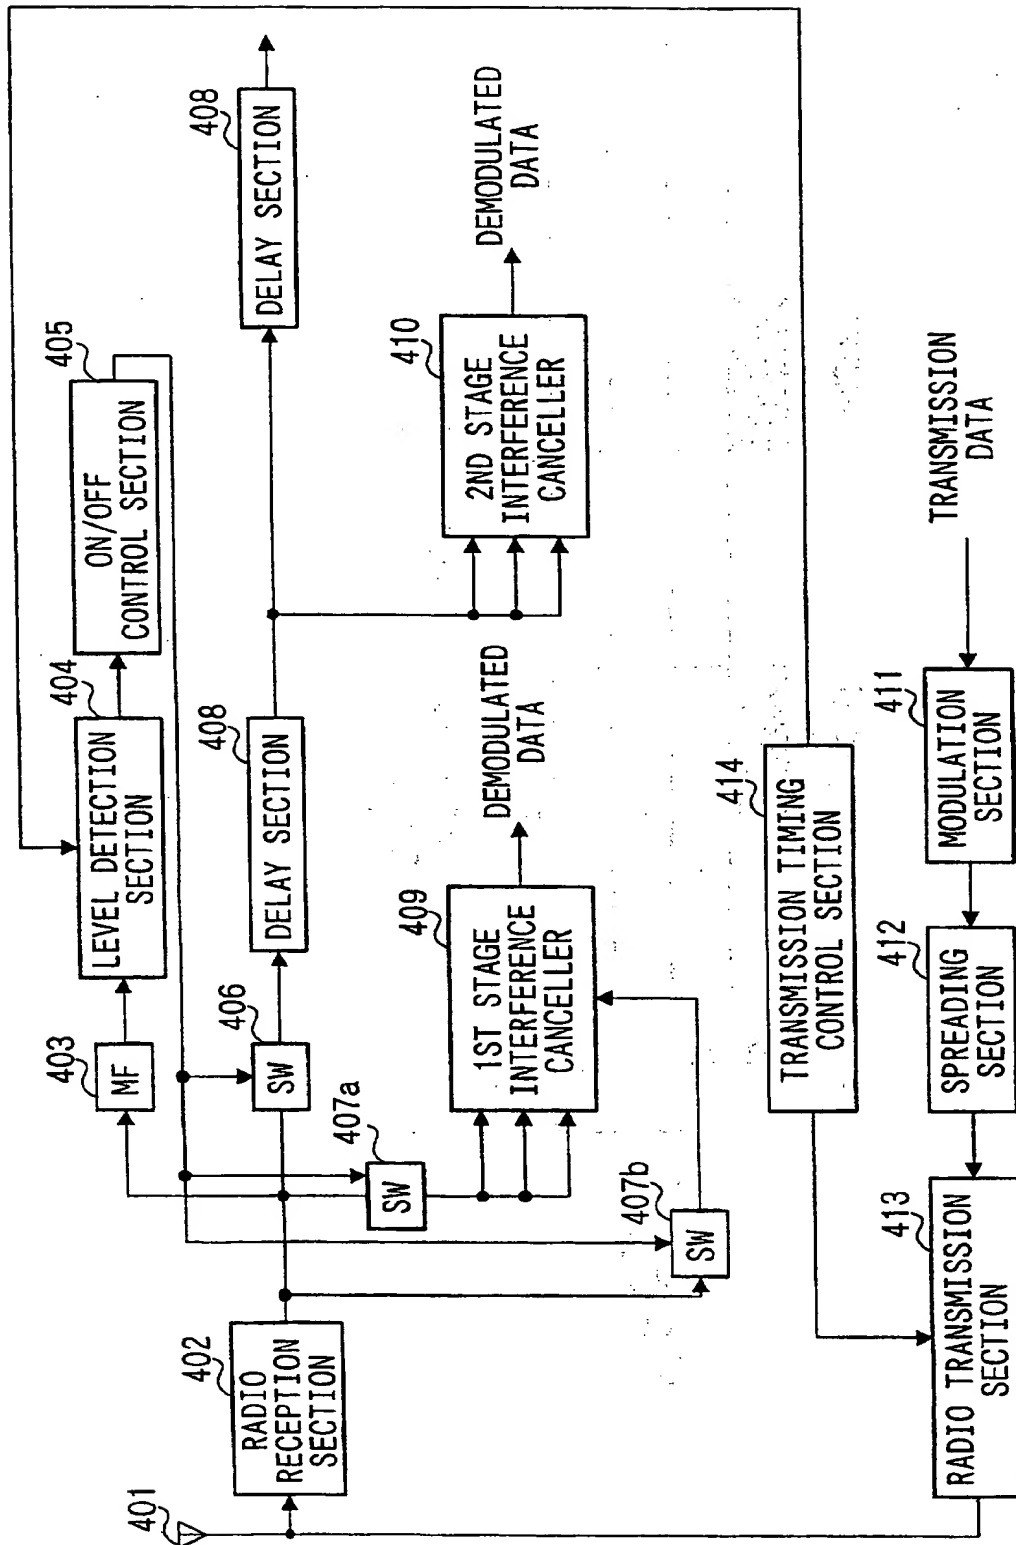 401
402
RADIO
RECEPTION
SECTION
403
MF
404
LEVEL DETECTION
SECTION
405
ON/OFF
CONTROL SECTION
406
SW
408
DELAY SECTION
408
DELAY SECTION
407a
SW
407b
SW
409
1ST STAGE
INTERFERENCE
CANCELLER
DEMODULATED
DATA
410
2ND STAGE
INTERFERENCE
CANCELLER
DEMODULATED
DATA
414
TRANSMISSION TIMING
CONTROL SECTION
413
RADIO TRANSMISSION
SECTION
412
SPREADING
SECTION
411
MODULATION
SECTION
TRANSMISSION
DATA